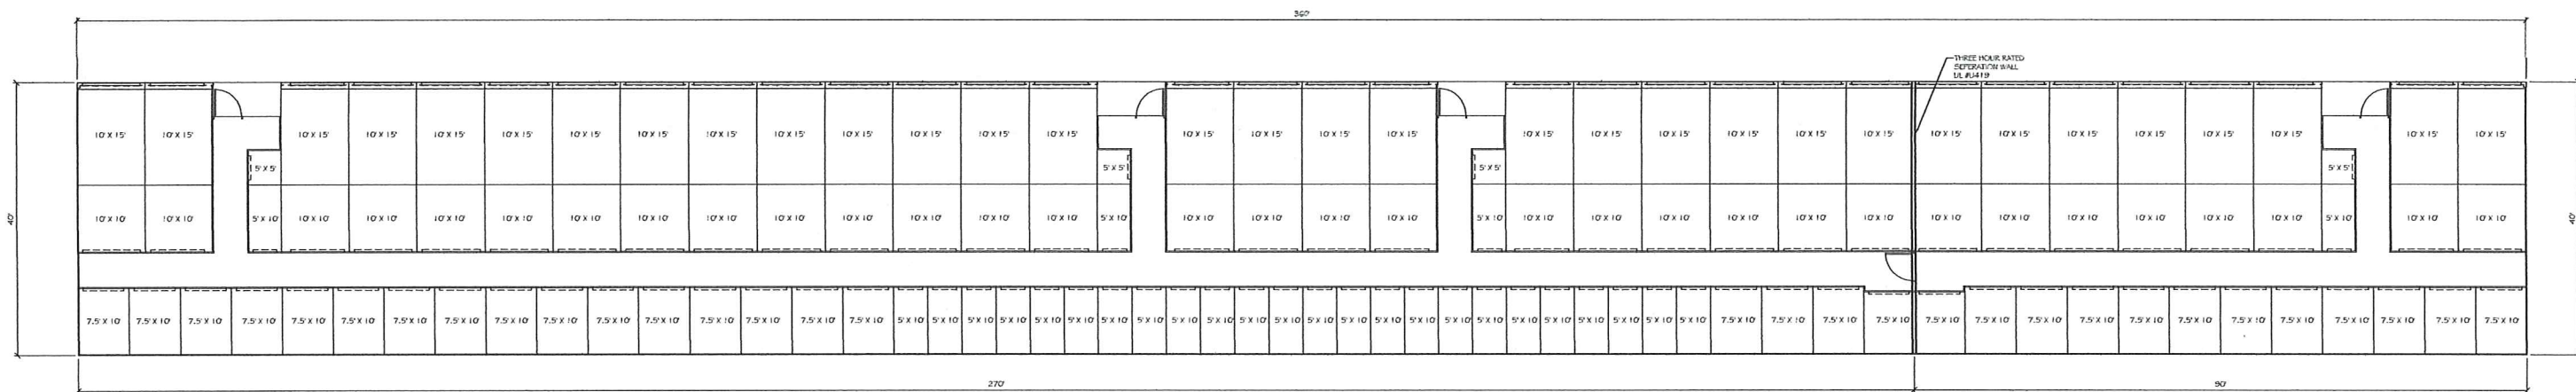 360'
THREE HOUR RATED
SEPERATION WALL
U/L #U419
10' X 15' 10' X 15' 10' X 15' 10' X 15' 10' X 15' 10' X 15' 10' X 15' 10' X 15' 10' X 15' 10' X 15' 10' X 15' 10' X 15' 10' X 15' 10' X 15' 10' X 15' 10' X 15' 10' X 15' 10' X 15' 10' X 15' 10' X 15' 10' X 15' 10' X 15' 10' X 15' 10' X 15' 10' X 15' 10' X 15' 10' X 15' 10' X 15' 10' X 15' 10' X 15' 10' X 15' 10' X 15'
5' X 5' 5' X 5' 5' X 5' 5' X 5'
40'
10' X 10' 10' X 10' 5' X 10' 10' X 10' 10' X 10' 10' X 10' 10' X 10' 10' X 10' 10' X 10' 10' X 10' 10' X 10' 10' X 10' 10' X 10' 10' X 10' 10' X 10' 5' X 10' 10' X 10' 10' X 10' 10' X 10' 10' X 10' 5' X 10' 10' X 10' 10' X 10' 10' X 10' 10' X 10' 10' X 10' 10' X 10' 10' X 10' 10' X 10' 10' X 10' 10' X 10' 10' X 10' 10' X 10' 5' X 10' 10' X 10' 10' X 10'
40'
7.5' X 10' 7.5' X 10' 7.5' X 10' 7.5' X 10' 7.5' X 10' 7.5' X 10' 7.5' X 10' 7.5' X 10' 7.5' X 10' 7.5' X 10' 7.5' X 10' 7.5' X 10' 7.5' X 10' 7.5' X 10' 7.5' X 10' 7.5' X 10' 5' X 10' 5' X 10' 5' X 10' 5' X 10' 5' X 10' 5' X 10' 5' X 10' 5' X 10' 5' X 10' 5' X 10' 5' X 10' 5' X 10' 5' X 10' 5' X 10' 5' X 10' 5' X 10' 5' X 10' 5' X 10' 5' X 10' 5' X 10' 5' X 10' 5' X 10' 5' X 10' 5' X 10' 7.5' X 10' 7.5' X 10' 7.5' X 10' 7.5' X 10' 7.5' X 10' 7.5' X 10' 7.5' X 10' 7.5' X 10' 7.5' X 10' 7.5' X 10' 7.5' X 10' 7.5' X 10' 7.5' X 10' 7.5' X 10' 7.5' X 10' 7.5' X 10'
270' 90'